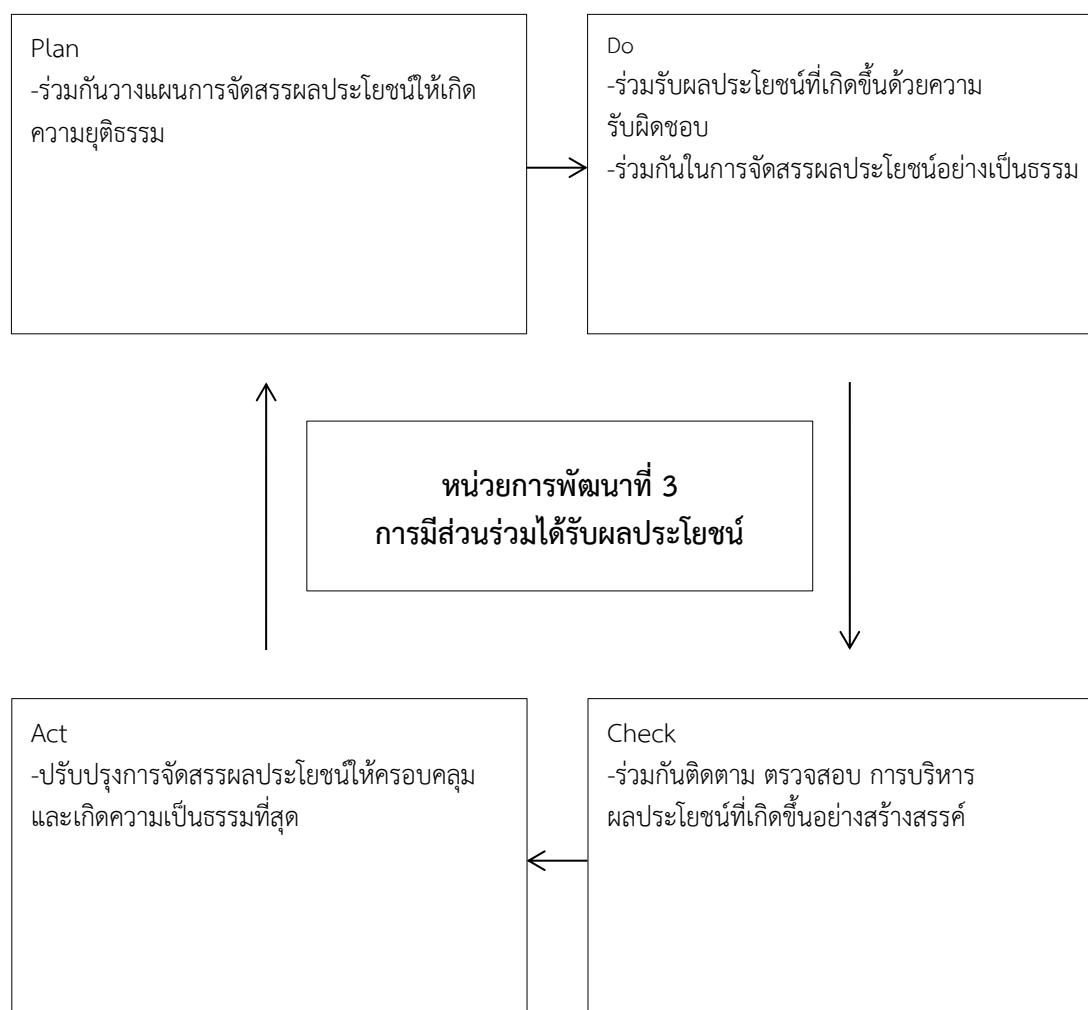 Plan
-ร่วมกันวางแผนการจัดสรรผลประโยชน์ให้เกิด
ความยุติธรรม
Do
-ร่วมรับผลประโยชน์ที่เกิดขึ้นด้วยความ
รับผิดชอบ
-ร่วมกันในการจัดสรรผลประโยชน์อย่างเป็นธรรม
หน่วยการพัฒนาที่ 3
การมีส่วนร่วมได้รับผลประโยชน์
Act
-ปรับปรุงการจัดสรรผลประโยชน์ให้ครอบคลุม
และเกิดความเป็นธรรมที่สุด
Check
-ร่วมกันติดตาม ตรวจสอบ การบริหาร
ผลประโยชน์ที่เกิดขึ้นอย่างสร้างสรรค์